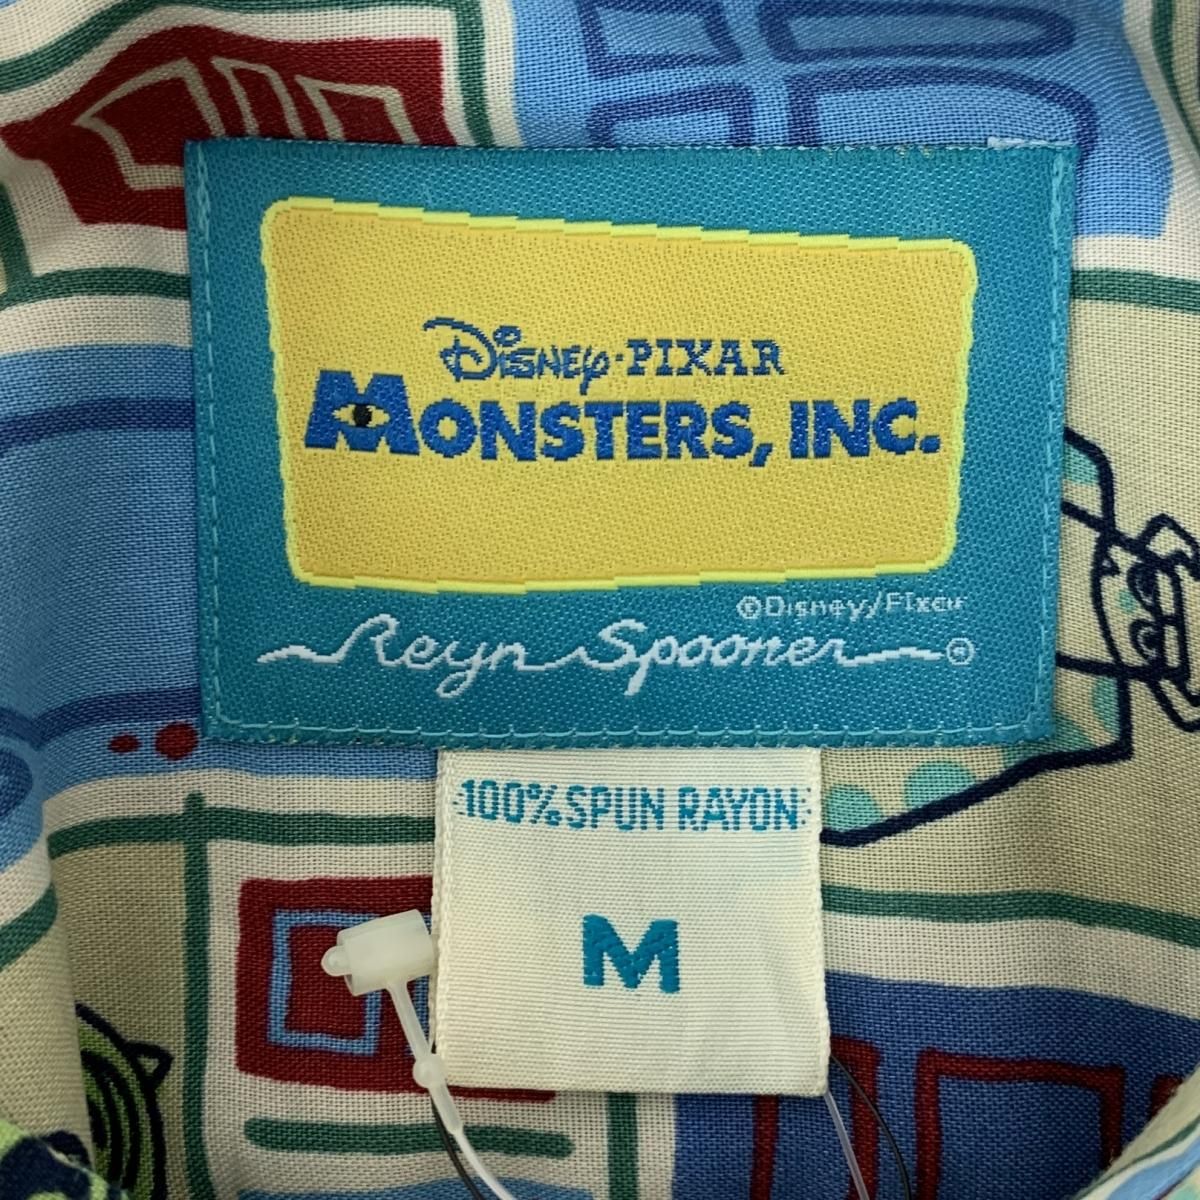 Disney·PIXAR
MONSTERS, INC.
©Disney/Pixar
Reyn Spooner®
100% SPUN RAYON
M